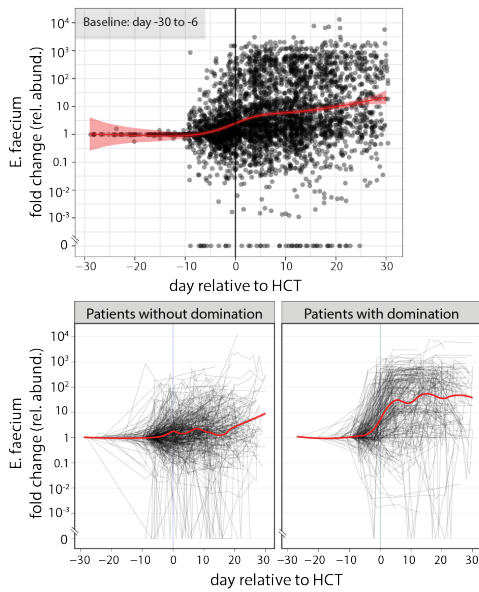 Baseline: day -30 to -6
E. faecium
fold change (rel. abund.)
10⁴
10³
10²
10
1
0.1
10⁻²
10⁻³
0
−30 −20 −10 0 10 20 30
day relative to HCT
Patients without domination Patients with domination
E. faecium
fold change (rel. abund.)
10⁴
10³
10²
10
1
0.1
10⁻²
10⁻³
0
−30 −20 −10 0 10 20 30 −30 −20 −10 0 10 20 30
day relative to HCT